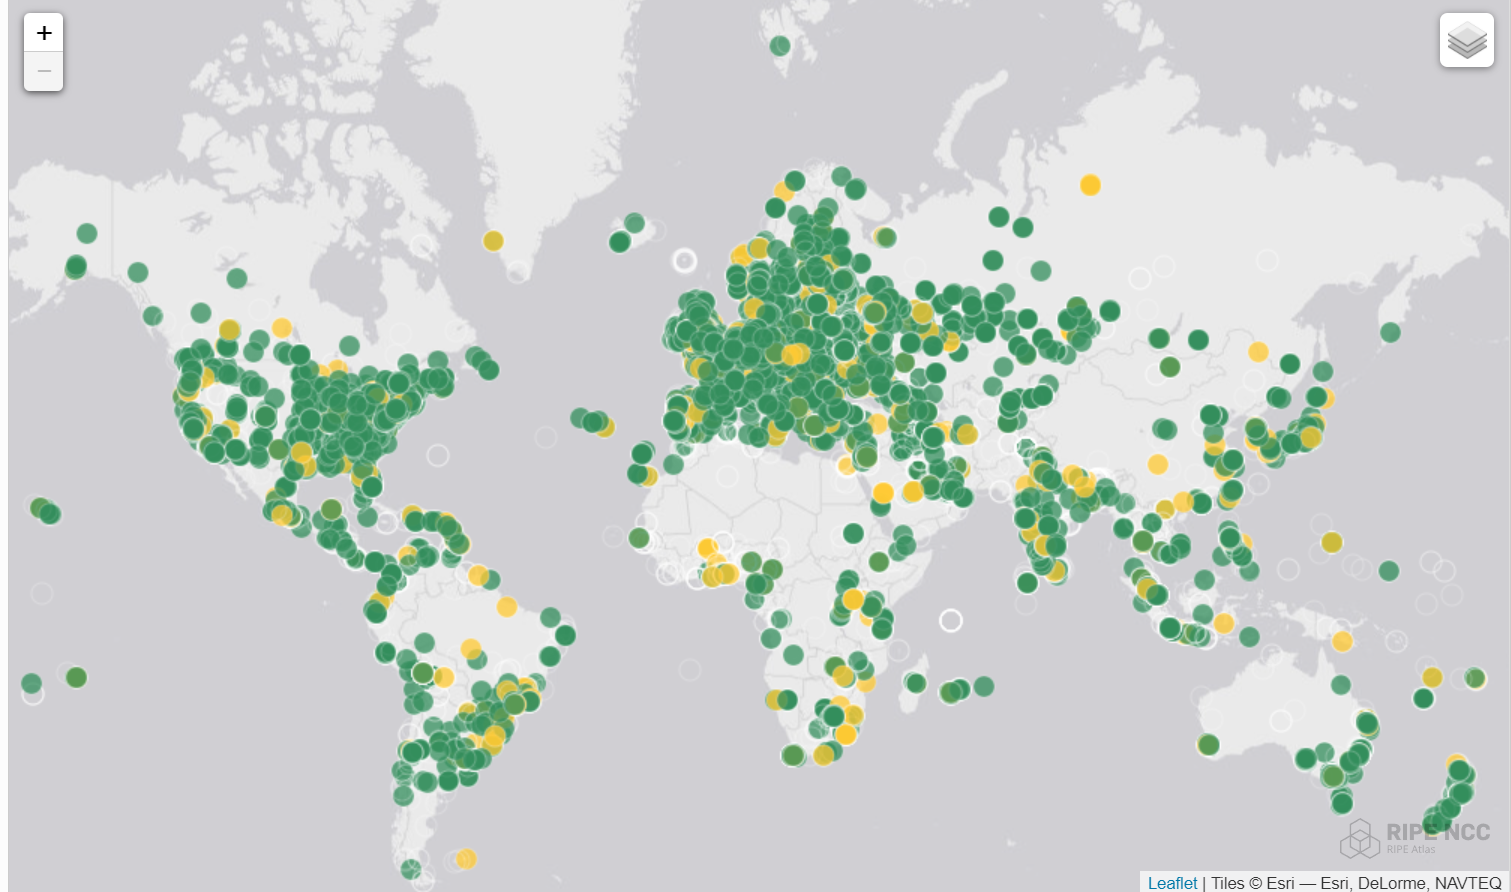 +
−
RIPE NCC
RIPE Atlas
Leaflet | Tiles © Esri — Esri, DeLorme, NAVTEQ